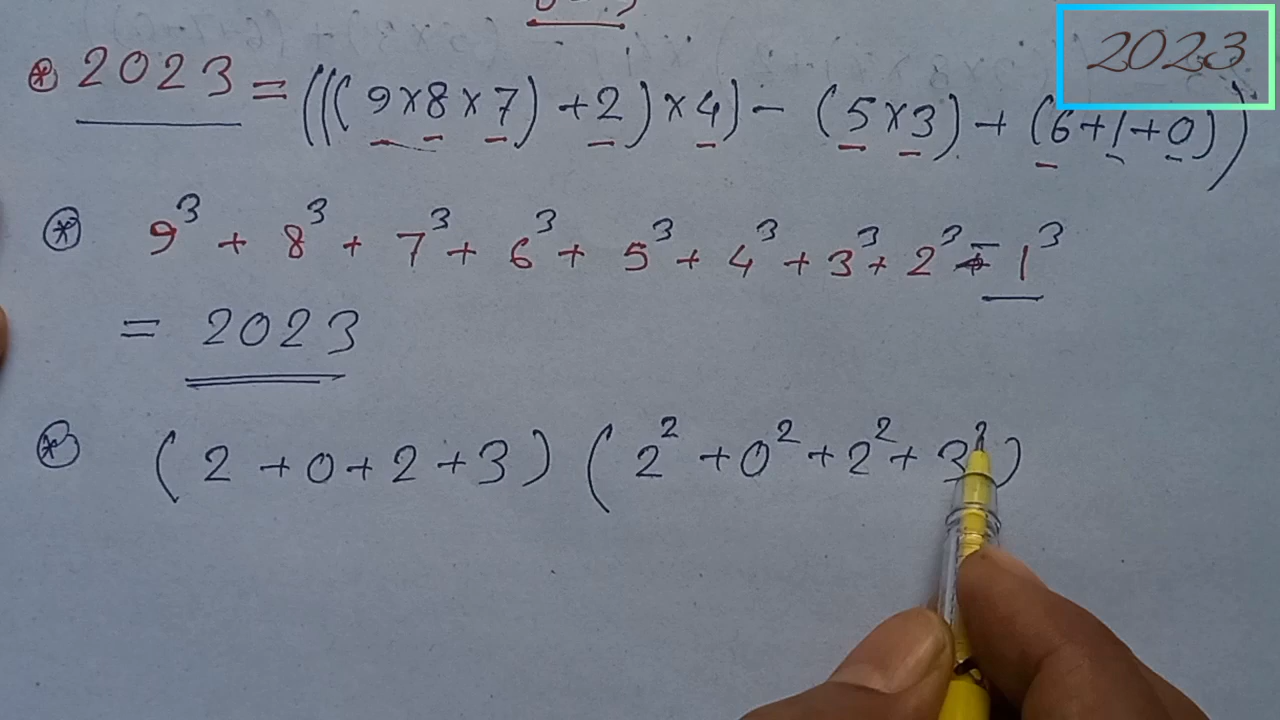 2023
⊛ 2023 = (((9×8×7) +2)×4) - (5×3) + (6+1+0))
⊛ 9³ + 8³ + 7³ + 6³ + 5³ + 4³ + 3³ + 2³ - 1³
= 2023
⊛ (2+0+2+3) (2²+0²+2²+3²)